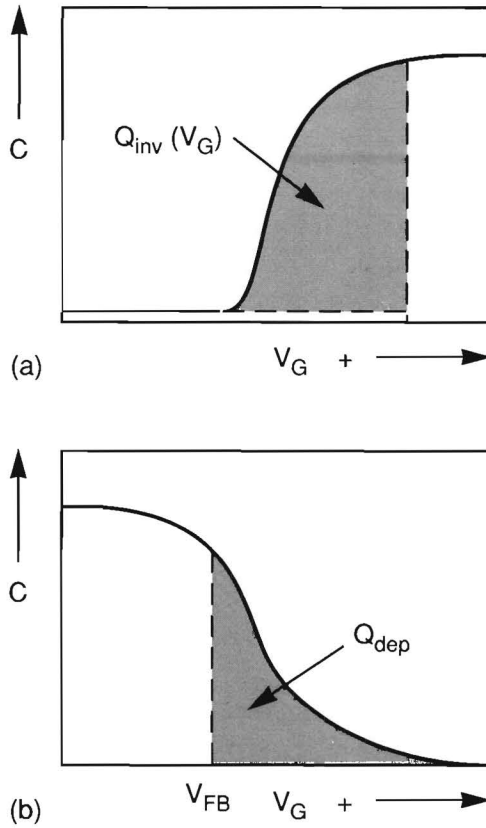 C
Q_inv (V_G)
V_G + 
(a)
C
Q_dep
V_FB V_G +
(b)